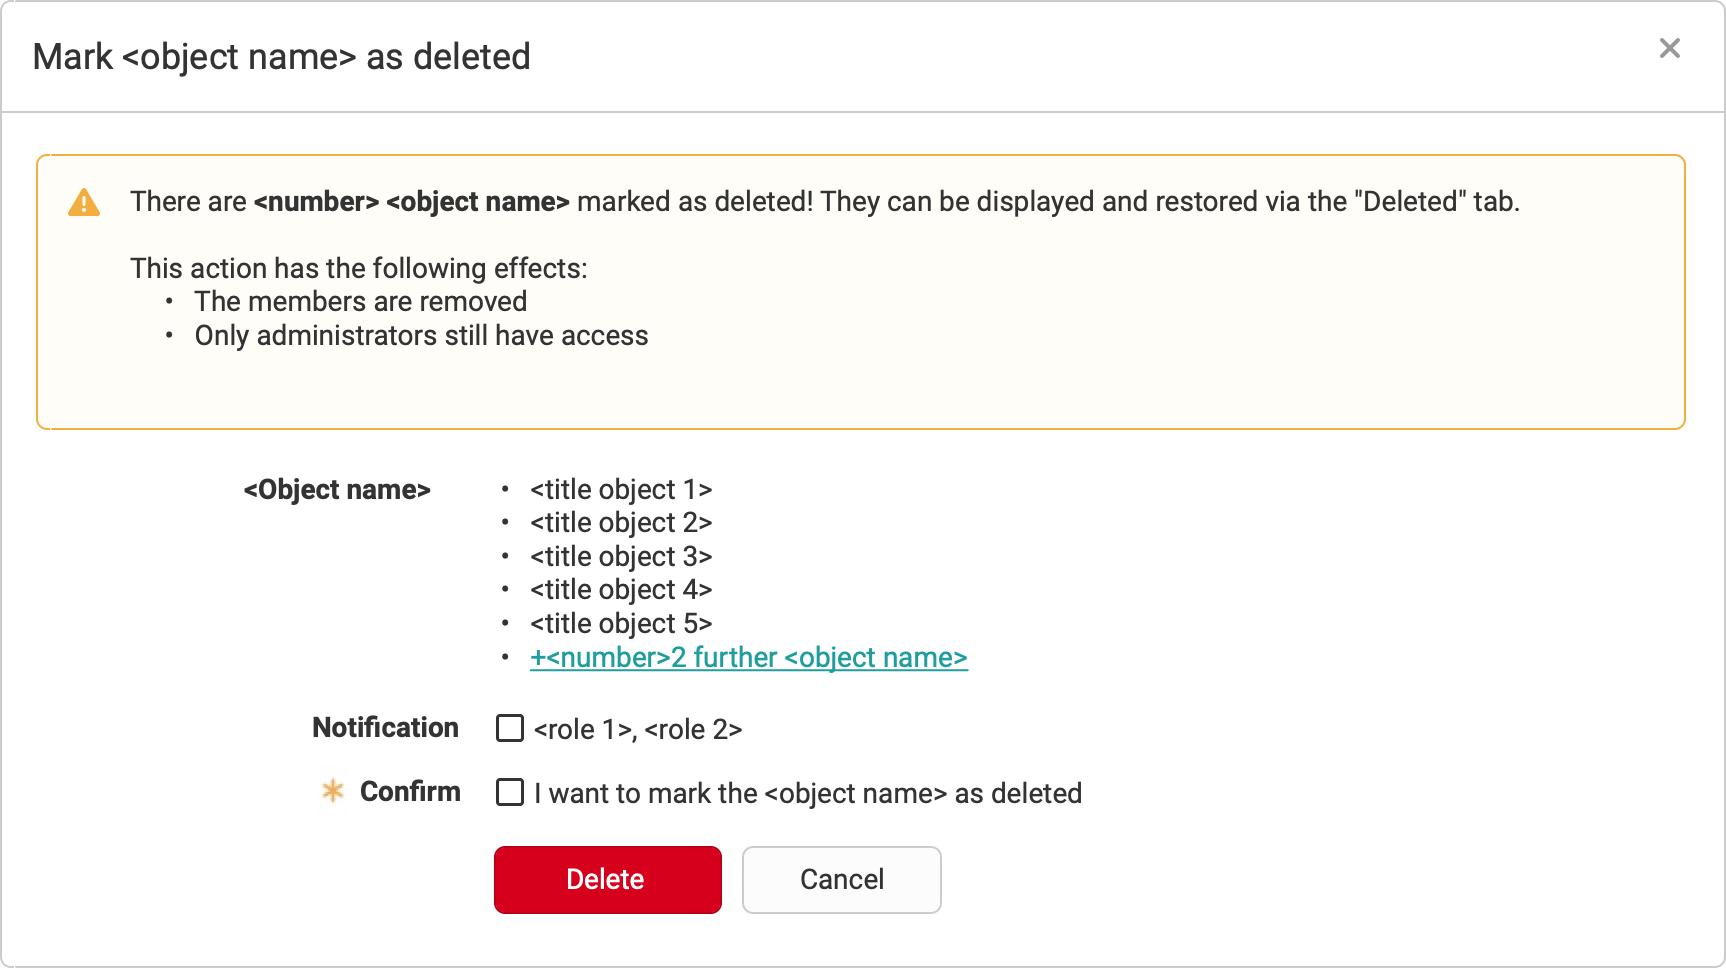 Mark <object name> as deleted
There are <number> <object name> marked as deleted! They can be displayed and restored via the "Deleted" tab.
This action has the following effects:
• The members are removed
• Only administrators still have access
<Object name>
• <title object 1>
• <title object 2>
• <title object 3>
• <title object 4>
• <title object 5>
• +<number>2 further <object name>
Notification <role 1>, <role 2>
Confirm I want to mark the <object name> as deleted
Delete Cancel